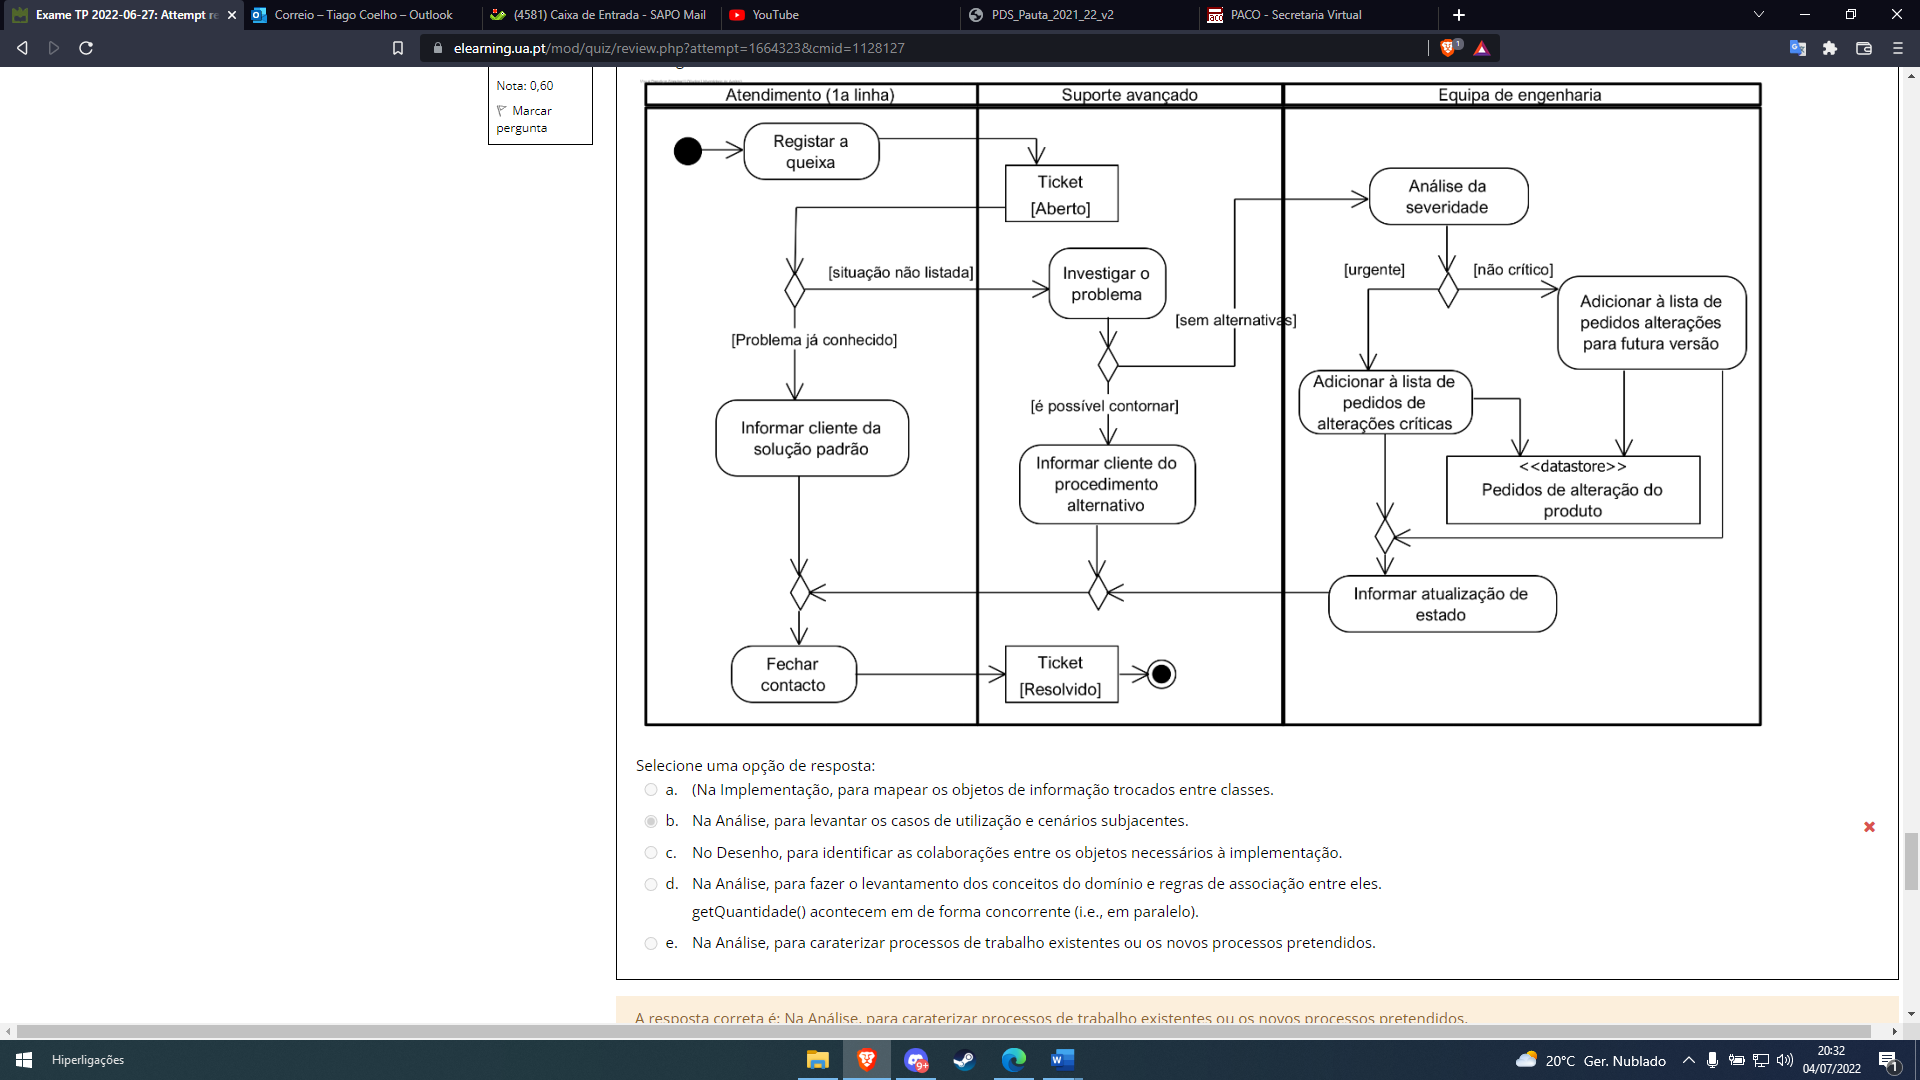 Exame TP 2022-06-27: Attempt re
Correio – Tiago Coelho – Outlook
(4581) Caixa de Entrada - SAPO Mail
YouTube
PDS_Pauta_2021_22_v2
PACO - Secretaria Virtual
elearning.ua.pt/mod/quiz/review.php?attempt=1664323&cmid=1128127
1
Nota: 0,60
Marcar
pergunta
Atendimento (1a linha)
Suporte avançado
Equipa de engenharia
Registar a
queixa
Ticket
[Aberto]
Análise da
severidade
[situação não listada]
Investigar o
problema
[urgente]
[não crítico]
Adicionar à lista de
pedidos alterações
para futura versão
[sem alternativas]
[Problema já conhecido]
Adicionar à lista de
pedidos de
alterações críticas
[é possível contornar]
Informar cliente da
solução padrão
Informar cliente do
procedimento
alternativo
<<datastore>>
Pedidos de alteração do
produto
Informar atualização de
estado
Fechar
contacto
Ticket
[Resolvido]
Selecione uma opção de resposta:
a. (Na Implementação, para mapear os objetos de informação trocados entre classes.
b. Na Análise, para levantar os casos de utilização e cenários subjacentes.
c. No Desenho, para identificar as colaborações entre os objetos necessários à implementação.
d. Na Análise, para fazer o levantamento dos conceitos do domínio e regras de associação entre eles.
getQuantidade() acontecem em de forma concorrente (i.e., em paralelo).
e. Na Análise, para caraterizar processos de trabalho existentes ou os novos processos pretendidos.
A resposta correta é: Na Análise, para caraterizar processos de trabalho existentes ou os novos processos pretendidos.
Hiperligações
9+
20°C Ger. Nublado
20:32
04/07/2022
1